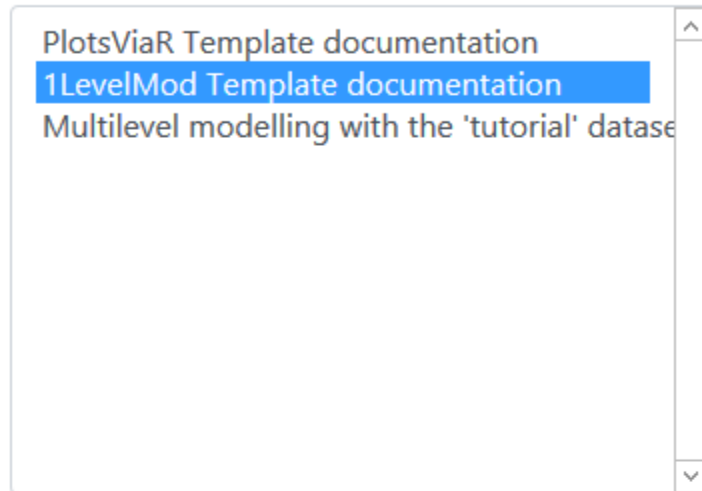 PlotsViaR Template documentation
1LevelMod Template documentation
Multilevel modelling with the 'tutorial' datase